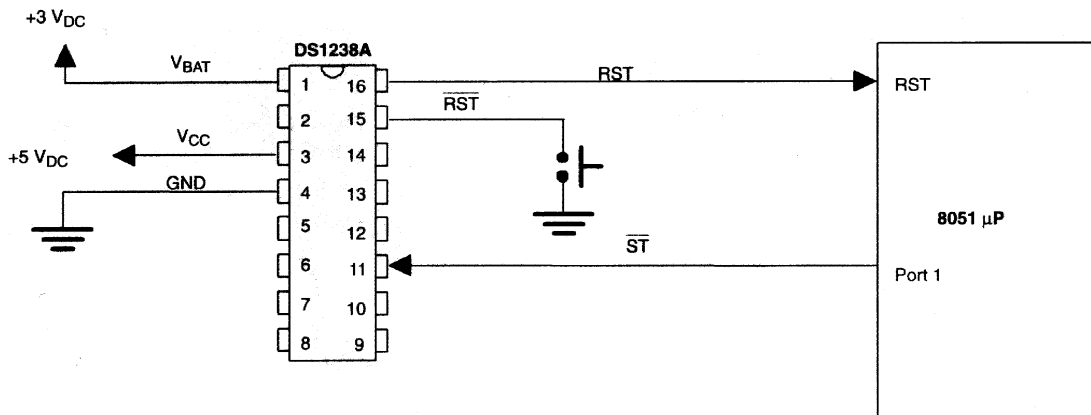 +3 VDC
DS1238A
VBAT
RST
1
16
RST
RST
2
15
VCC
3
14
+5 VDC
GND
4
13
5
12
8051 µP
ST
6
11
Port 1
7
10
8
9